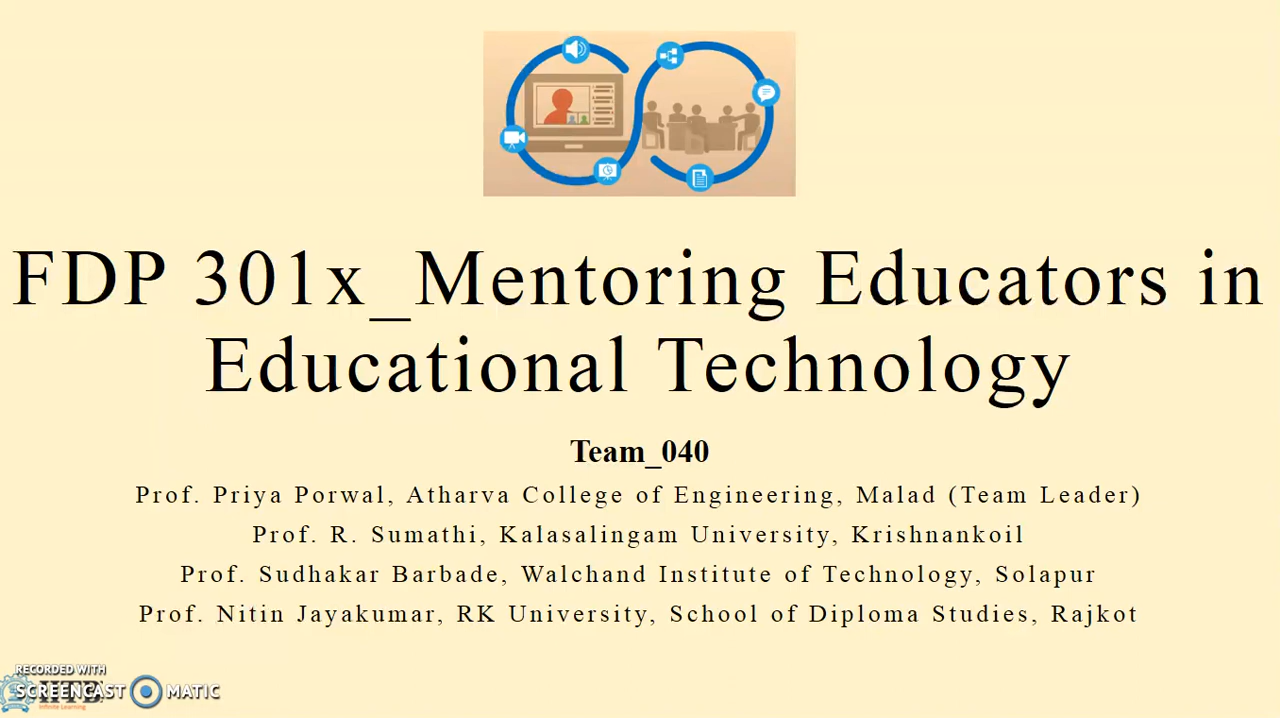 FDP 301x_Mentoring Educators in
Educational Technology
Team_040
Prof. Priya Porwal, Atharva College of Engineering, Malad (Team Leader)
Prof. R. Sumathi, Kalasalingam University, Krishnankoil
Prof. Sudhakar Barbade, Walchand Institute of Technology, Solapur
Prof. Nitin Jayakumar, RK University, School of Diploma Studies, Rajkot
RECORDED WITH
SCREENCAST MATIC
Infinite Learning